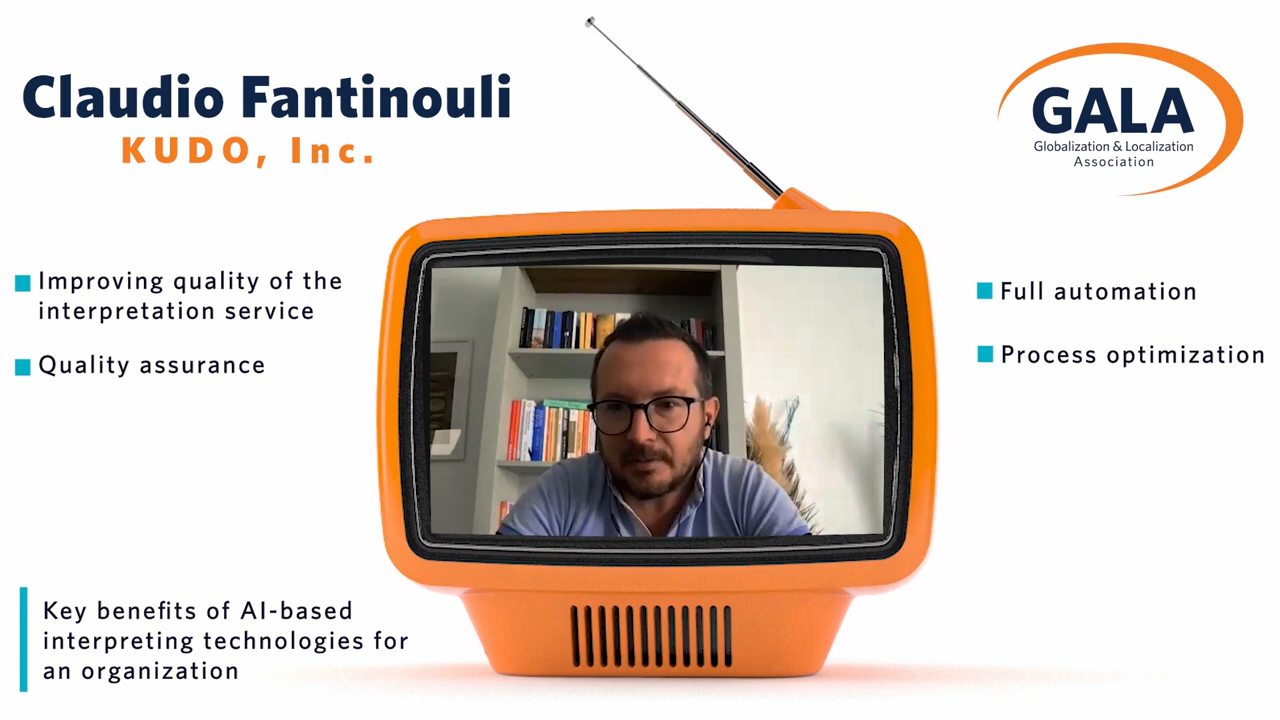 Claudio Fantinouli
KUDO, Inc.
GALA
Globalization & Localization
Association
Improving quality of the
interpretation service
Quality assurance
Full automation
Process optimization
Key benefits of AI-based
interpreting technologies for
an organization